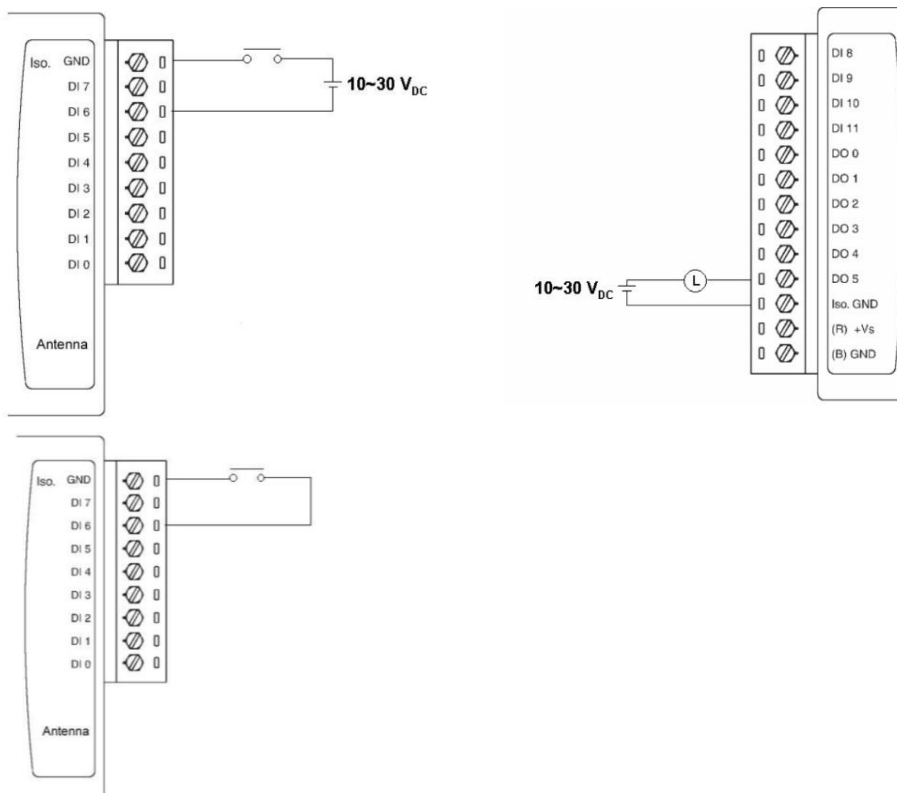 Iso. GND
DI 7
DI 6
DI 5
DI 4
DI 3
DI 2
DI 1
DI 0
Antenna
10~30 VDC
DI 8
DI 9
DI 10
DI 11
DO 0
DO 1
DO 2
DO 3
DO 4
DO 5
Iso. GND
(R) +Vs
(B) GND
10~30 VDC
L
Iso. GND
DI 7
DI 6
DI 5
DI 4
DI 3
DI 2
DI 1
DI 0
Antenna